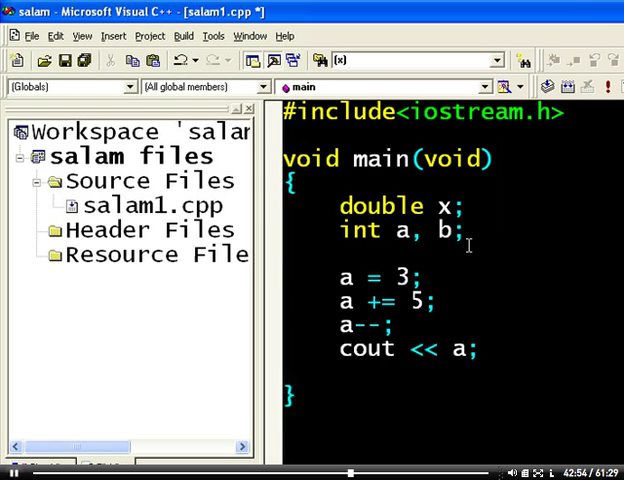 salam - Microsoft Visual C++ - [salam1.cpp *]
File Edit View Insert Project Build Tools Window Help
{x}
(Globals) (All global members) main
Workspace 'salam
salam files
Source Files
salam1.cpp
Header Files
Resource File
#include<iostream.h>
void main(void)
{
double x;
int a, b;
a = 3;
a += 5;
a--;
cout << a;
}
42:54 / 61:29